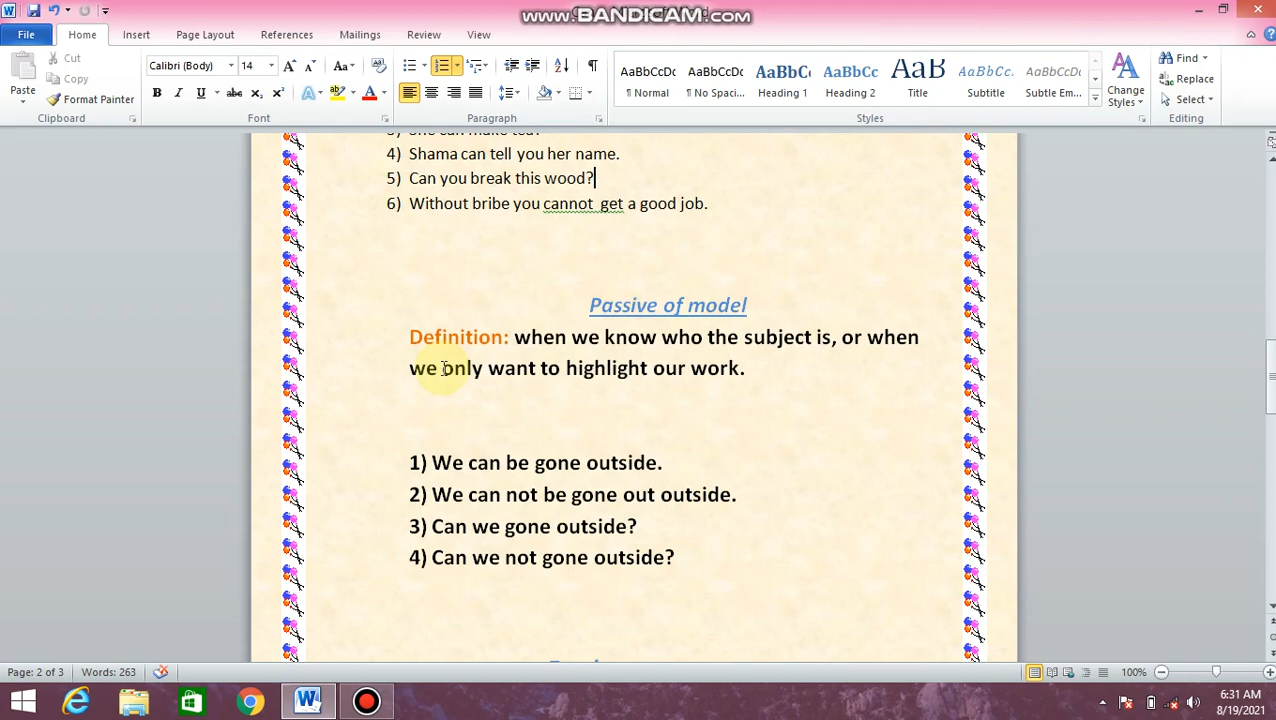 www.BANDICAM.com
File Home Insert Page Layout References Mailings Review View
Cut
Copy
Format Painter
Paste
Calibri (Body) 14
AaBbCcDc AaBbCcDc AaBbCc AaBbCc AaB AaBbCc. AaBbCcDc
¶ Normal ¶ No Spaci... Heading 1 Heading 2 Title Subtitle Subtle Em...
Change
Styles
Find
Replace
Select
Clipboard Font Paragraph Styles Editing
3) She can make tea?
4) Shama can tell you her name.
5) Can you break this wood?
6) Without bribe you cannot get a good job.
Passive of model
Definition: when we know who the subject is, or when
we only want to highlight our work.
1) We can be gone outside.
2) We can not be gone out outside.
3) Can we gone outside?
4) Can we not gone outside?
Page: 2 of 3 Words: 263 100%
6:31 AM
8/19/2021